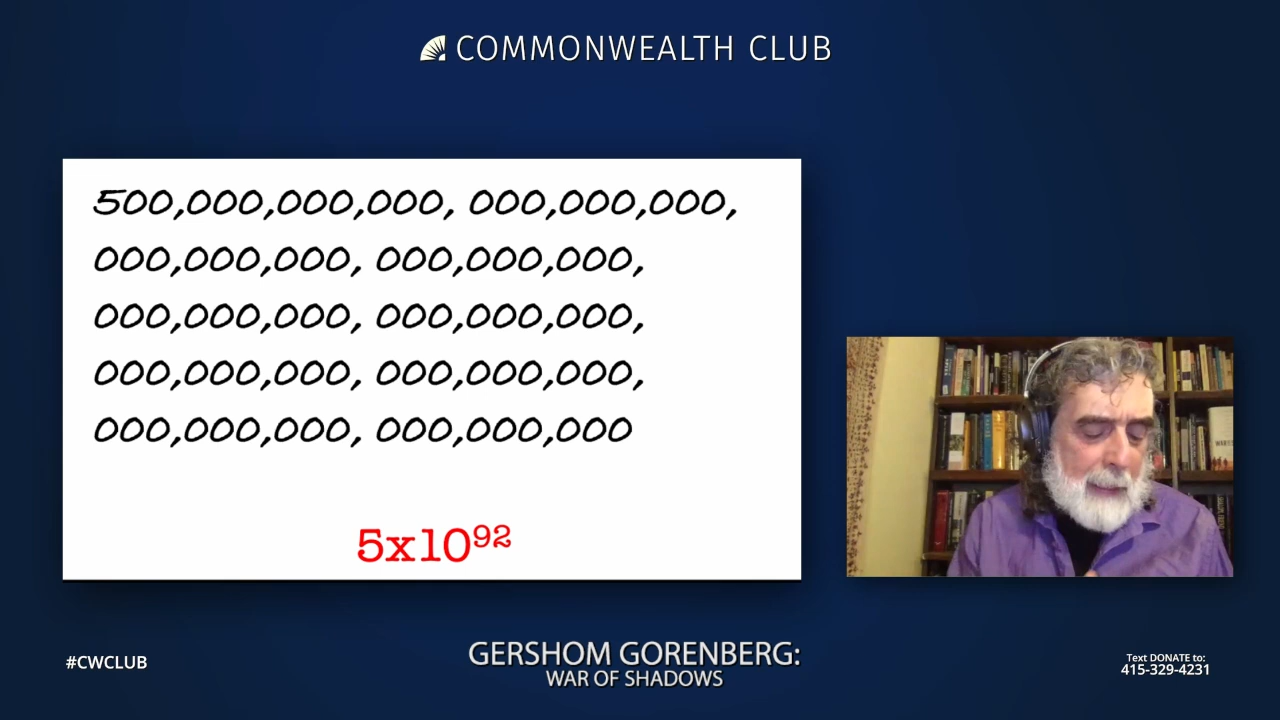 COMMONWEALTH CLUB
500,000,000,000, 000,000,000,
000,000,000, 000,000,000,
000,000,000, 000,000,000,
000,000,000, 000,000,000,
000,000,000, 000,000,000
5x10⁹²
#CWCLUB
GERSHOM GORENBERG:
WAR OF SHADOWS
Text DONATE to:
415-329-4231